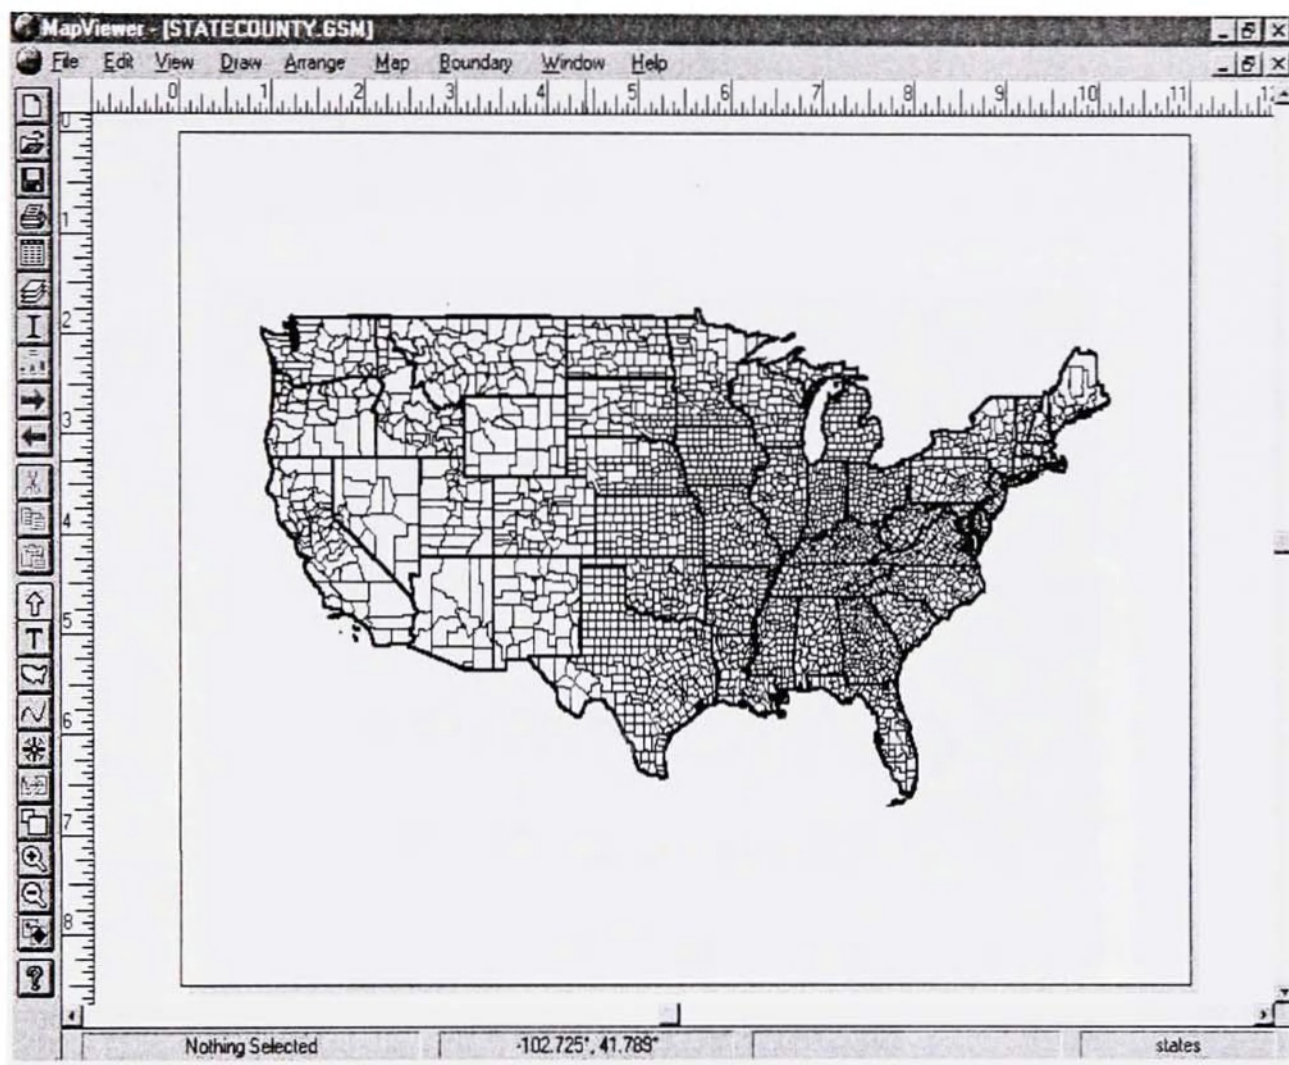 MapViewer - [STATECOUNTY.GSM]
File Edit View Draw Arrange Map Boundary Window Help
0 1 2 3 4 5 6 7 8 9 10 11 12
0
1
2
3
4
5
6
7
8
Nothing Selected -102.725°, 41.789° states